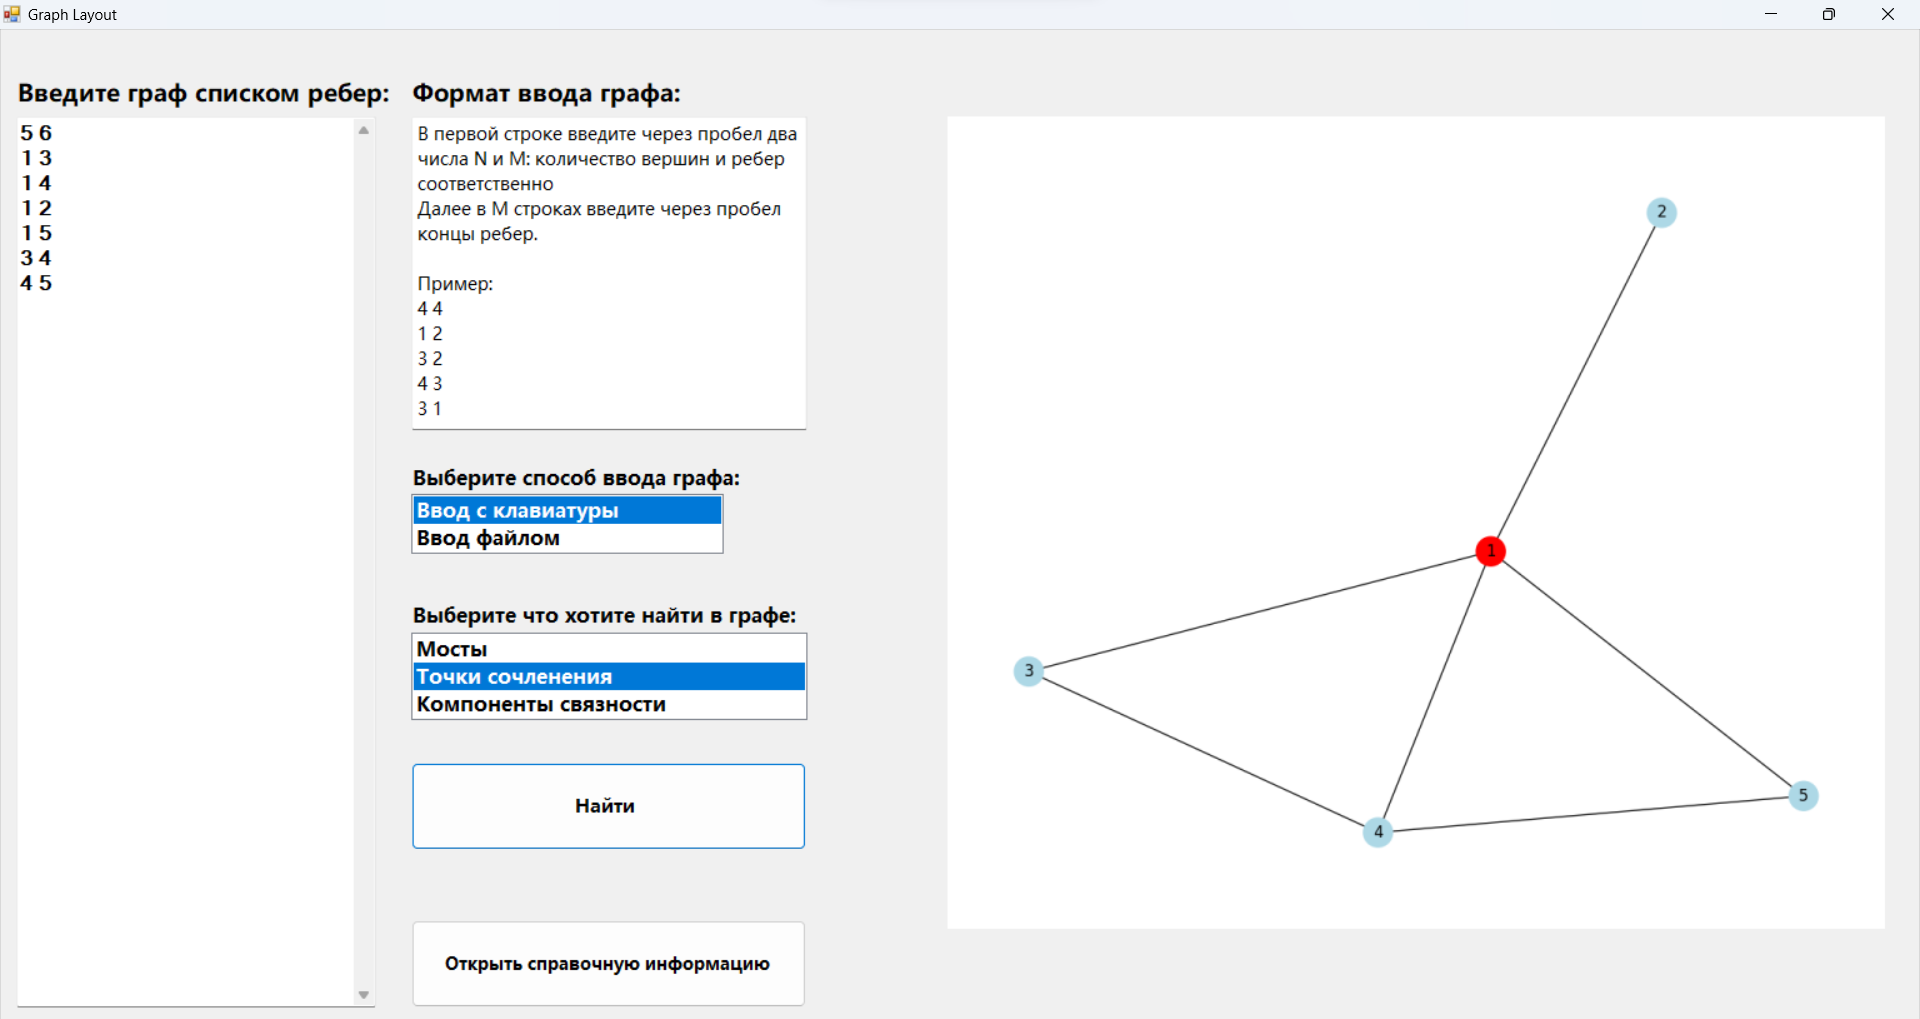 Graph Layout
Введите граф списком ребер:
5 6
1 3
1 4
1 2
1 5
3 4
4 5
Формат ввода графа:
В первой строке введите через пробел два
числа N и M: количество вершин и ребер
соответственно
Далее в M строках введите через пробел
концы ребер.
Пример:
4 4
1 2
3 2
4 3
3 1
Выберите способ ввода графа:
Ввод с клавиатуры
Ввод файлом
Выберите что хотите найти в графе:
Мосты
Точки сочленения
Компоненты связности
Найти
Открыть справочную информацию
2
1
3
5
4